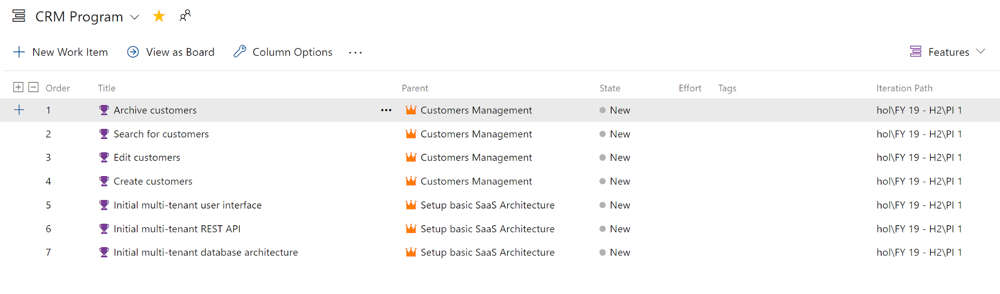 CRM Program
New Work Item View as Board Column Options ... Features
Order Title Parent State Effort Tags Iteration Path
1 Archive customers ... Customers Management New hol\FY 19 - H2\PI 1
2 Search for customers Customers Management New hol\FY 19 - H2\PI 1
3 Edit customers Customers Management New hol\FY 19 - H2\PI 1
4 Create customers Customers Management New hol\FY 19 - H2\PI 1
5 Initial multi-tenant user interface Setup basic SaaS Architecture New hol\FY 19 - H2\PI 1
6 Initial multi-tenant REST API Setup basic SaaS Architecture New hol\FY 19 - H2\PI 1
7 Initial multi-tenant database architecture Setup basic SaaS Architecture New hol\FY 19 - H2\PI 1